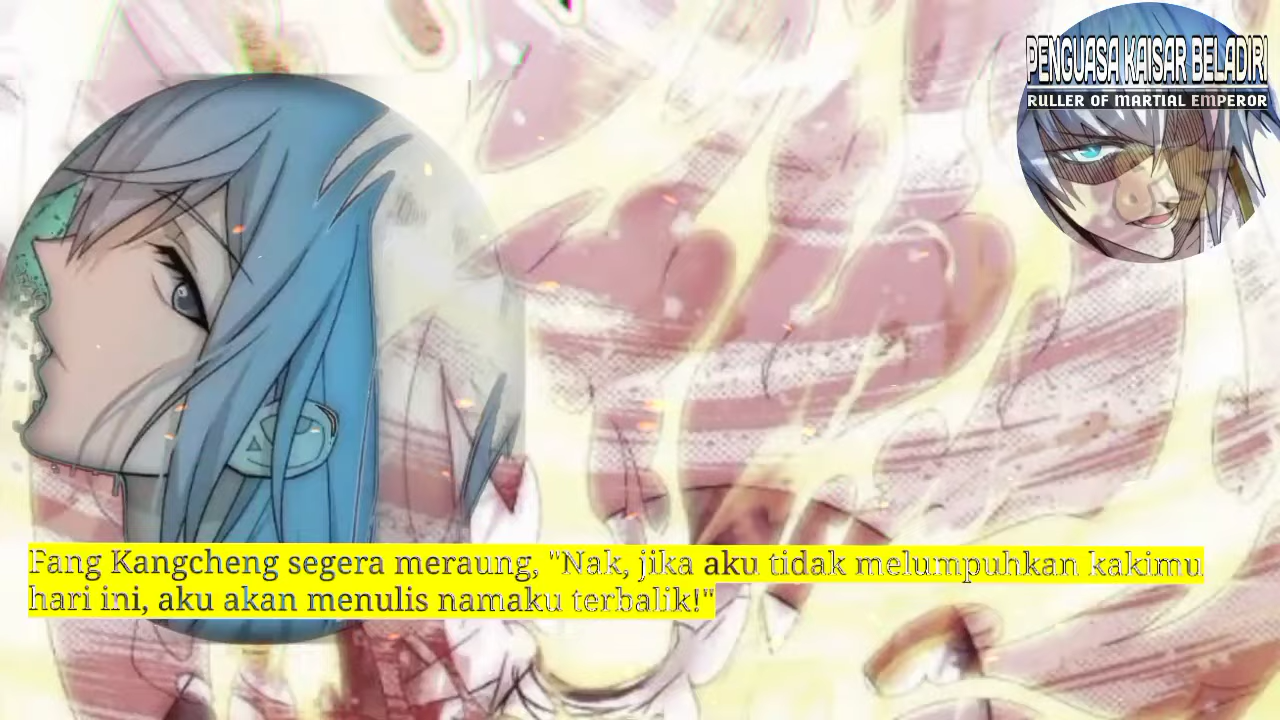 PENGUASA KAISAR BELADIRI
RULLER OF MARTIAL EMPEROR
Fang Kangcheng segera meraung, "Nak, jika aku tidak melumpuhkan kakimu
hari ini, aku akan menulis namaku terbalik!"